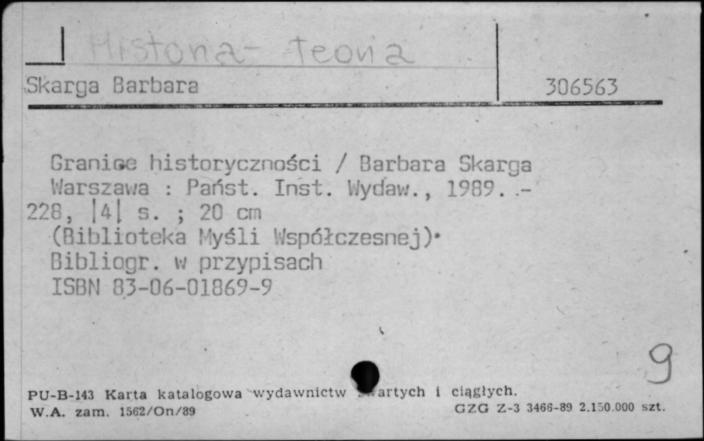 Historia - teoria
Skarga Barbara 306563
Granice historyczności / Barbara Skarga
Warszawa : Państ. Inst. Wydaw., 1989. .-
228, |4| s. ; 20 cm
(Biblioteka Myśli Współczesnej)•
Bibliogr. w przypisach
ISBN 83-06-01869-9
9
PU-B-143 Karta katalogowa wydawnictw zwartych i ciągłych.
W.A. zam. 1562/On/89 GZG Z-3 3466-89 2.150.000 szt.